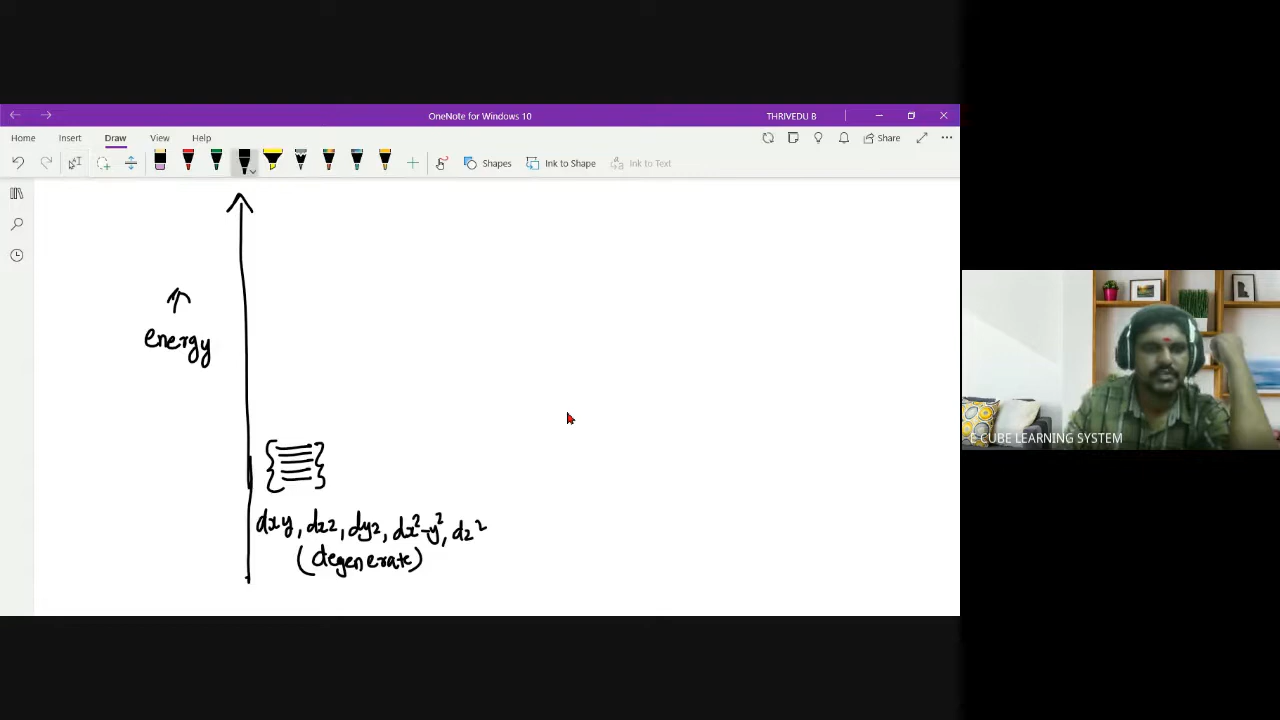 OneNote for Windows 10
THRIVEDU B
Home Insert Draw View Help
Share
Shapes Ink to Shape Ink to Text
energy
dxy, dxz, dyz, dx²-y², dz²
(degenerate)
E CUBE LEARNING SYSTEM